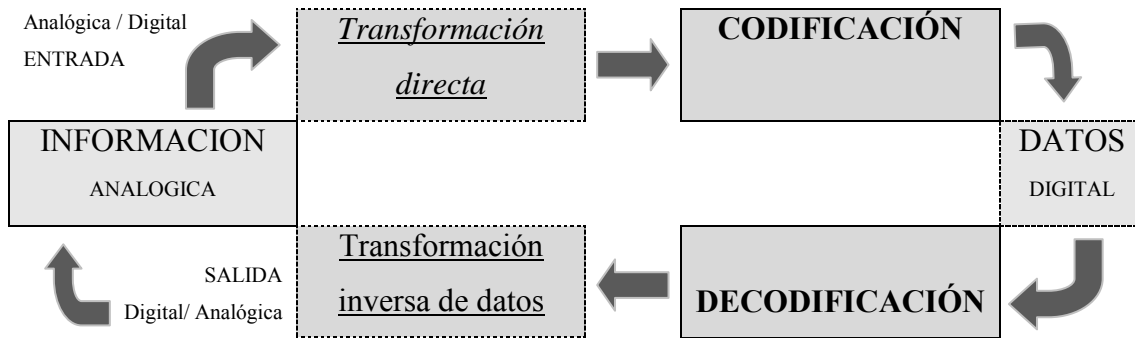 Analógica / Digital
ENTRADA
Transformación
directa
CODIFICACIÓN
INFORMACION
ANALOGICA
DATOS
DIGITAL
SALIDA
Digital/ Analógica
Transformación
inversa de datos
DECODIFICACIÓN